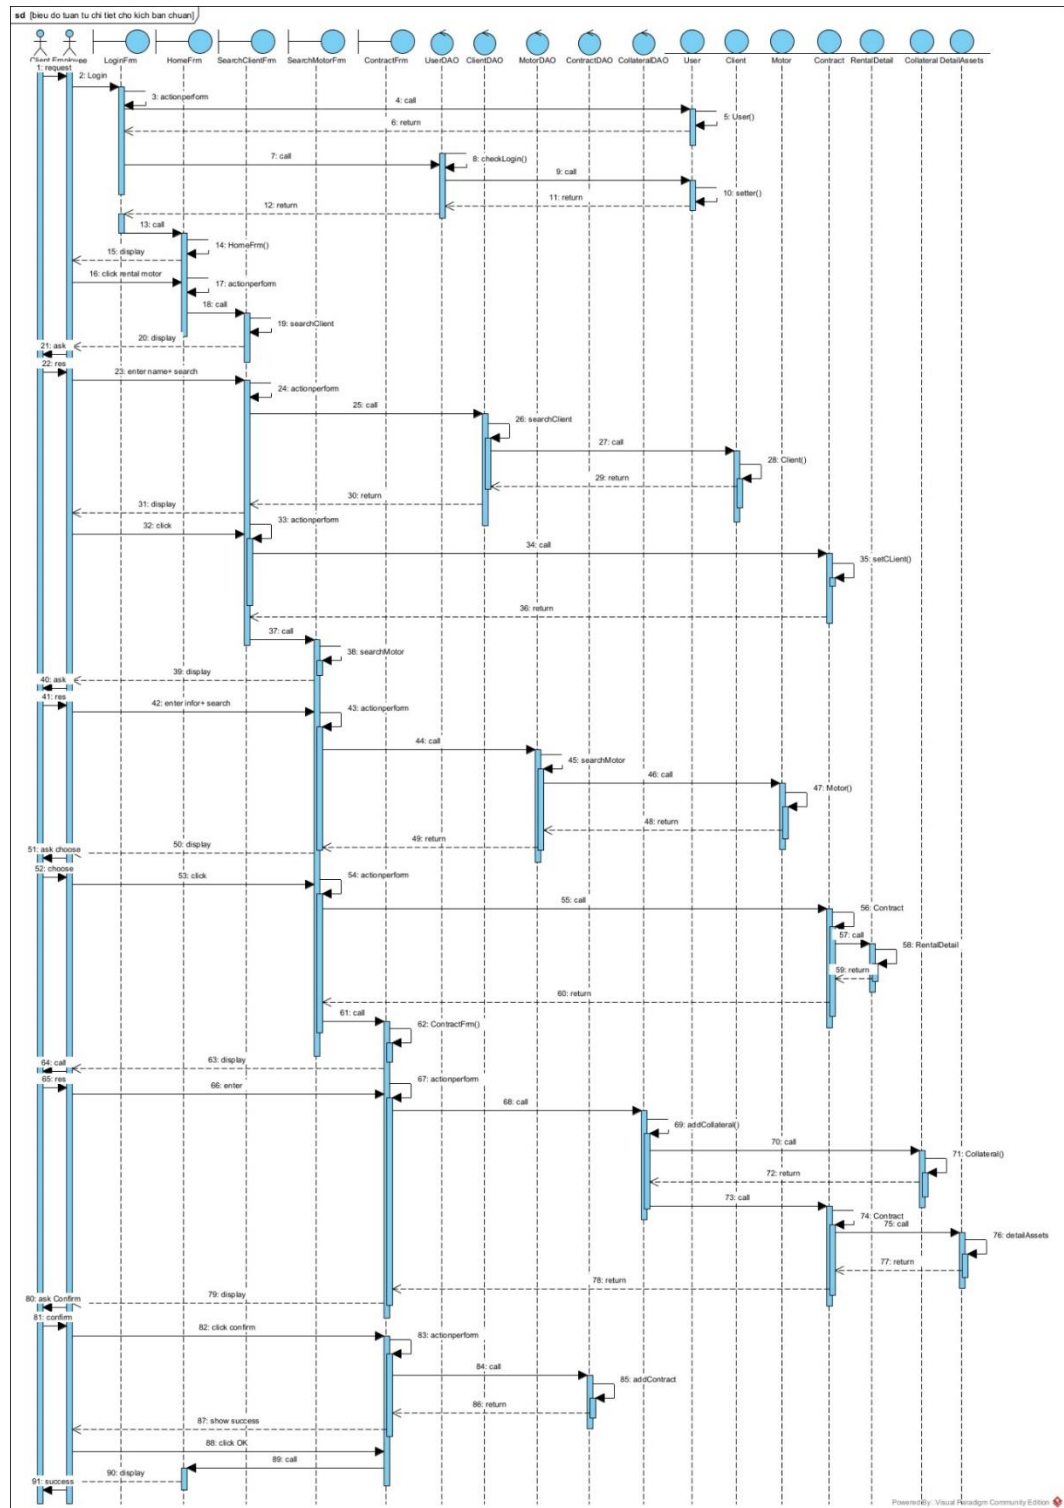 sd [bieu do tuan tu chi tiet cho kich ban chuan]
Client Employee LoginFrm HomeFrm SearchClientFrm SearchMotorFrm ContractFrm UserDAO ClientDAO MotorDAO ContractDAO CollateralDAO User Client Motor Contract RentalDetail Collateral DetailAssets
1: request
2: Login
3: actionperform
4: call
5: User()
6: return
7: call
8: checkLogin()
9: call
10: setter()
11: return
12: return
13: call
14: HomeFrm()
15: display
16: click rental motor
17: actionperform
18: call
19: searchClient
20: display
21: ask
22: res
23: enter name+ search
24: actionperform
25: call
26: searchClient
27: call
28: Client()
29: return
30: return
31: display
32: click
33: actionperform
34: call
35: setCLient()
36: return
37: call
38: searchMotor
39: display
40: ask
41: res
42: enter infor+ search
43: actionperform
44: call
45: searchMotor
46: call
47: Motor()
48: return
49: return
50: display
51: ask choose
52: choose
53: click
54: actionperform
55: call
56: Contract
57: call
58: RentalDetail
59: return
60: return
61: call
62: ContractFrm()
63: display
64: call
65: res
66: enter
67: actionperform
68: call
69: addCollateral()
70: call
71: Collateral()
72: return
73: call
74: Contract
75: call
76: detailAssets
77: return
78: return
79: display
80: ask Confirm
81: confirm
82: click confirm
83: actionperform
84: call
85: addContract
86: return
87: show success
88: click OK
89: call
90: display
91: success
Powered By Visual Paradigm Community Edition